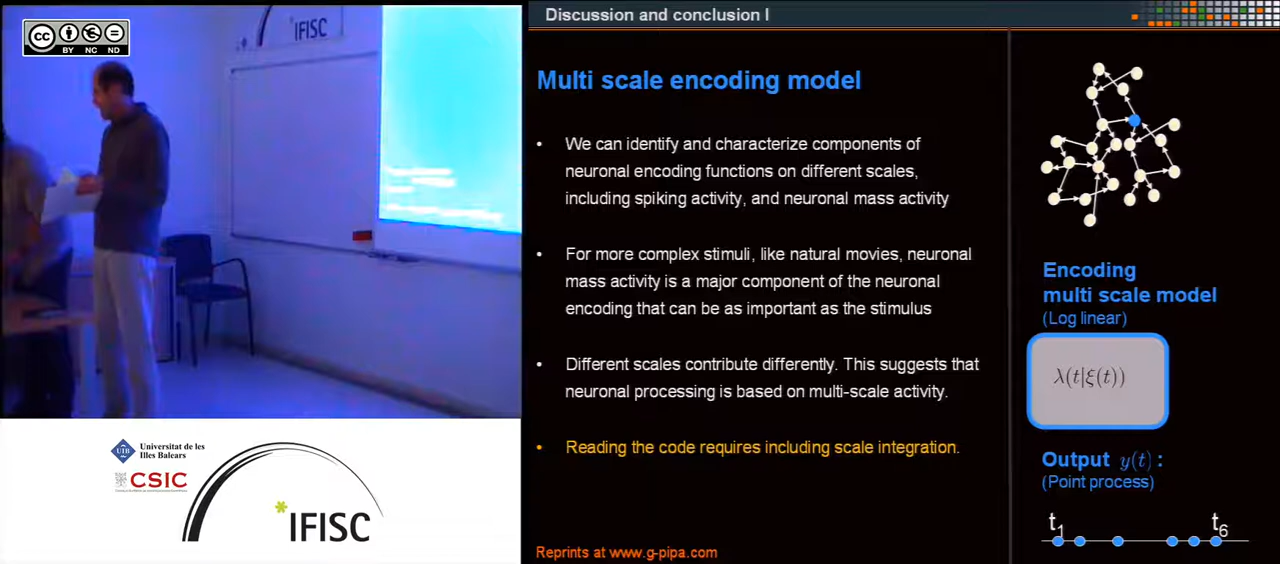 cc
BY NC ND
IFISC
Universitat de les
Illes Balears
UIB
CSIC
IFISC
Discussion and conclusion I
Multi scale encoding model
• We can identify and characterize components of
neuronal encoding functions on different scales,
including spiking activity, and neuronal mass activity
• For more complex stimuli, like natural movies, neuronal
mass activity is a major component of the neuronal
encoding that can be as important as the stimulus
• Different scales contribute differently. This suggests that
neuronal processing is based on multi-scale activity.
• Reading the code requires including scale integration.
Reprints at www.g-pipa.com
Encoding
multi scale model
(Log linear)
λ(t|ξ(t))
Output y(t) :
(Point process)
t1 t6